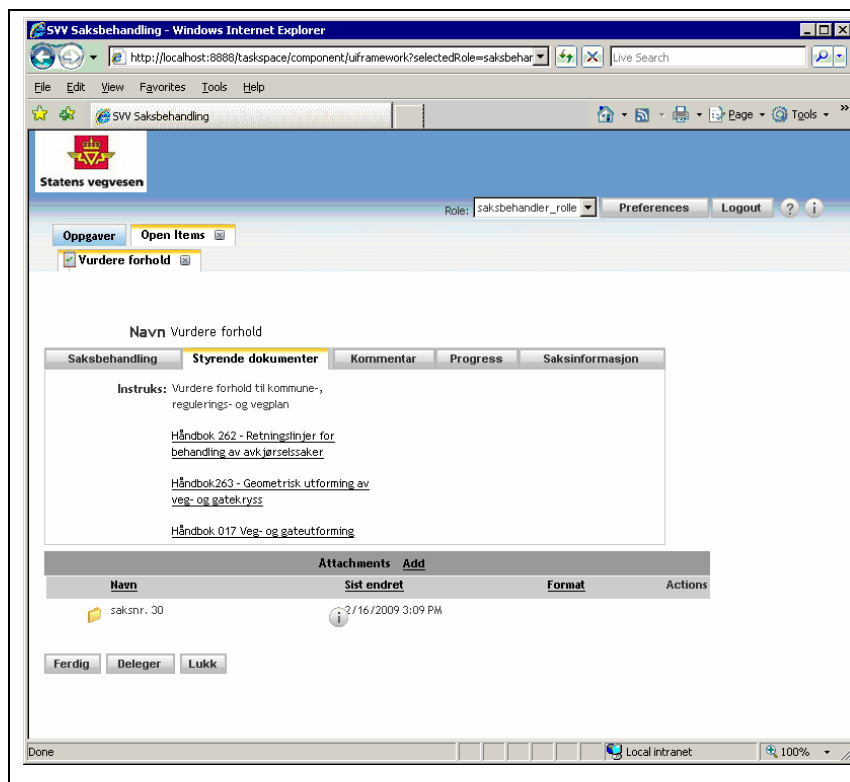 SVV Saksbehandling - Windows Internet Explorer
http://localhost:8888/taskspace/component/uiframework?selectedRole=saksbehar
Live Search
File Edit View Favorites Tools Help
SVV Saksbehandling
Page Tools »
Statens vegvesen
Role: saksbehandler_rolle Preferences Logout ? i
Oppgaver Open Items
Vurdere forhold
Navn Vurdere forhold
Saksbehandling Styrende dokumenter Kommentar Progress Saksinformasjon
Instruks: Vurdere forhold til kommune-,
regulerings- og vegplan
Håndbok 262 - Retningslinjer for
behandling av avkjørselssaker
Håndbok263 - Geometrisk utforming av
veg- og gatekryss
Håndbok 017 Veg- og gateutforming
Attachments Add
Navn Sist endret Format Actions
saksnr. 30 i /16/2009 3:09 PM
Ferdig Deleger Lukk
Done Local intranet 100%